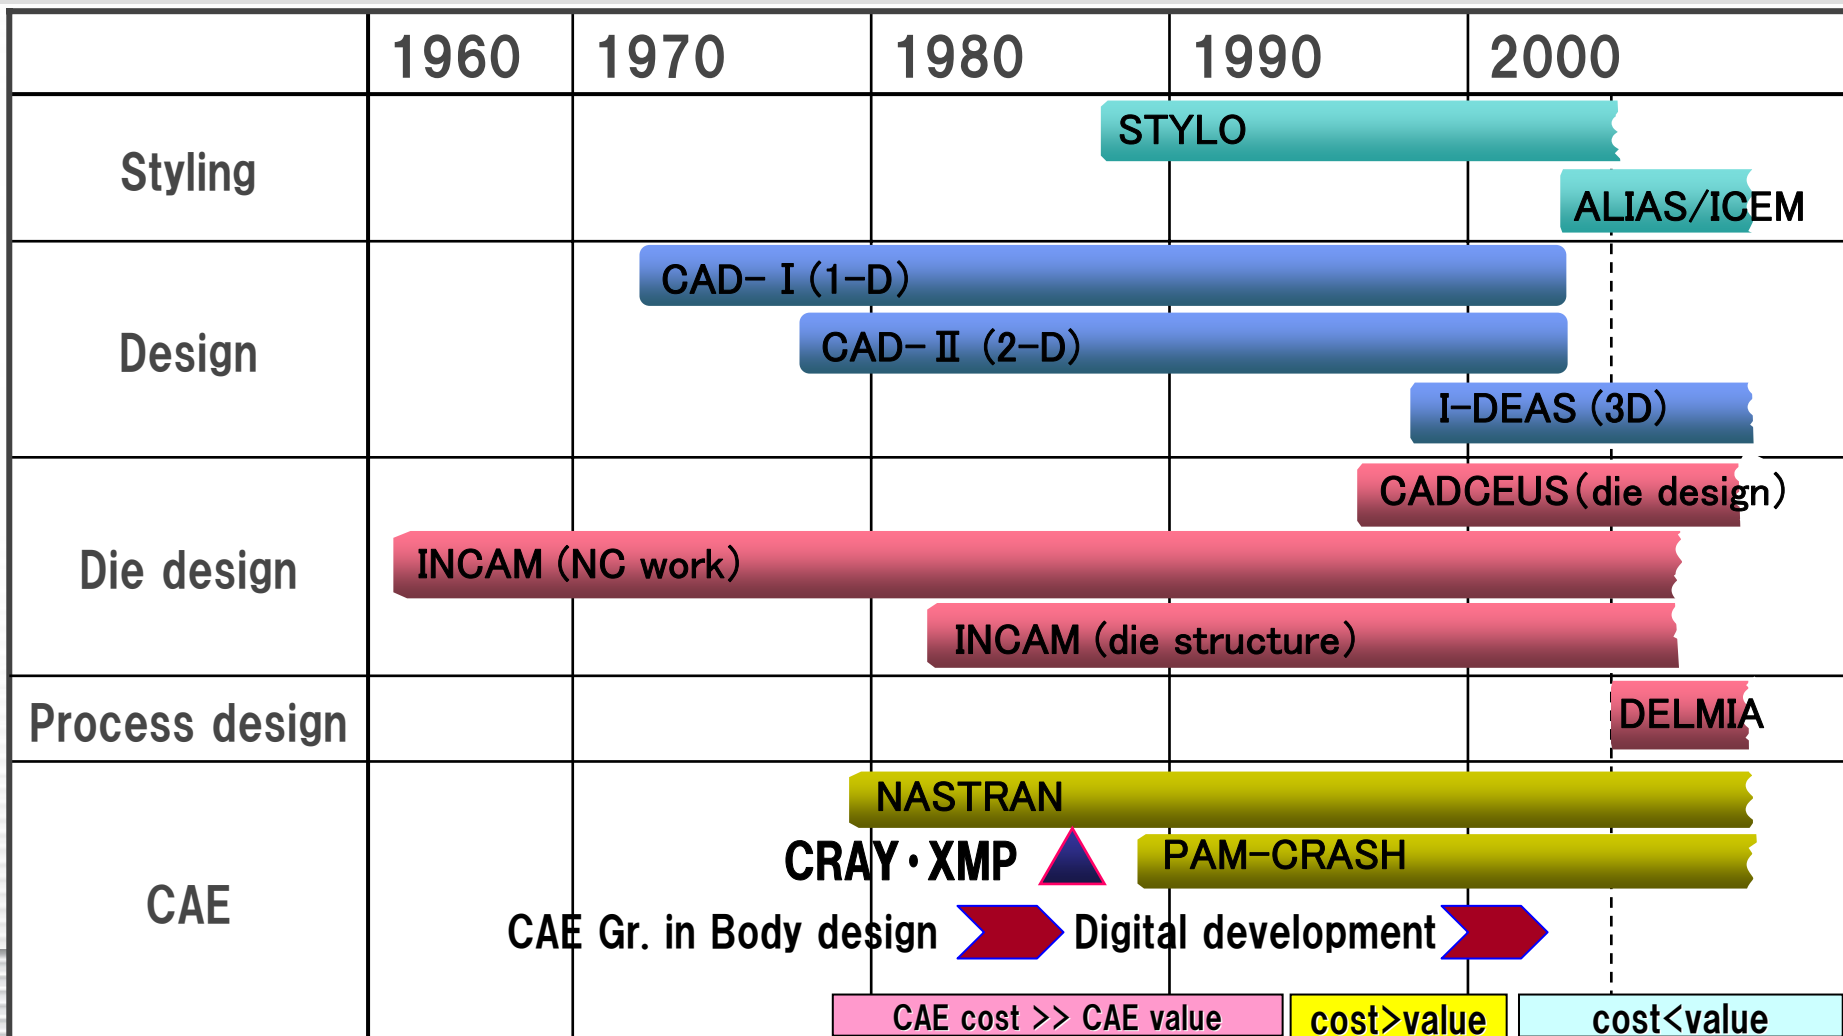 1960 1970 1980 1990 2000
Styling
STYLO
ALIAS/ICEM
Design
CAD-Ⅰ(1-D)
CAD-Ⅱ (2-D)
I-DEAS (3D)
Die design
CADCEUS(die design)
INCAM (NC work)
INCAM (die structure)
Process design
DELMIA
CAE
NASTRAN
CRAY・XMP
PAM-CRASH
CAE Gr. in Body design
Digital development
CAE cost >> CAE value
cost>value
cost<value